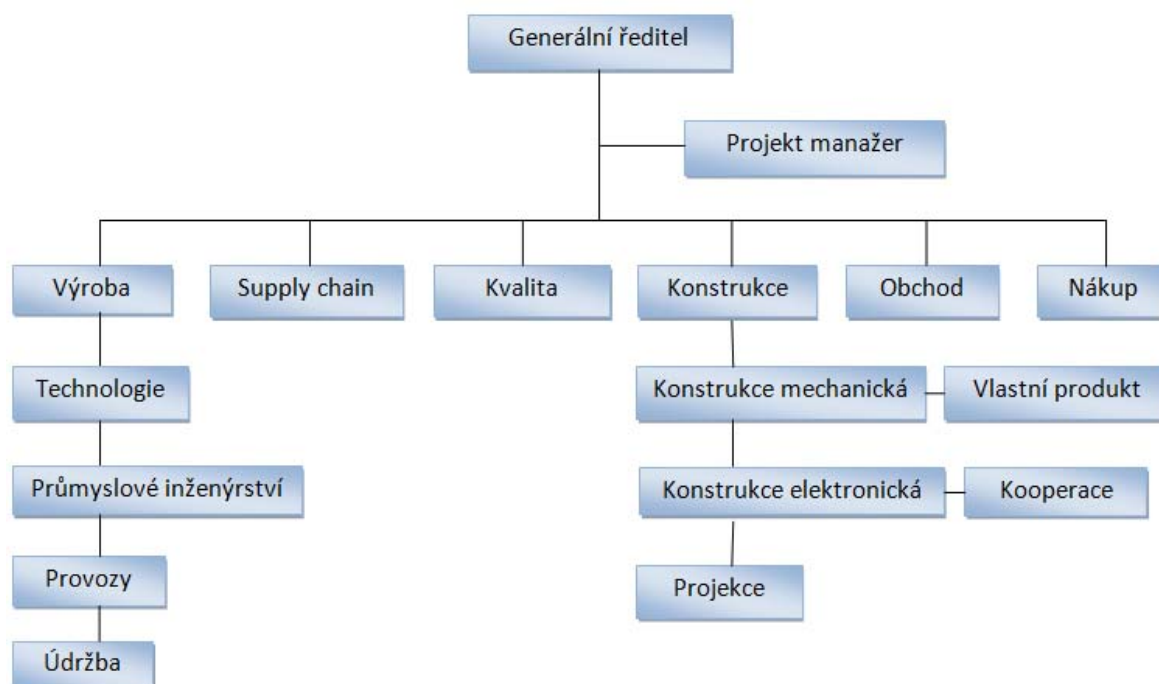 Generální ředitel
Projekt manažer
Výroba
Supply chain
Kvalita
Konstrukce
Obchod
Nákup
Technologie
Konstrukce mechanická
Vlastní produkt
Průmyslové inženýrství
Konstrukce elektronická
Kooperace
Provozy
Projekce
Údržba